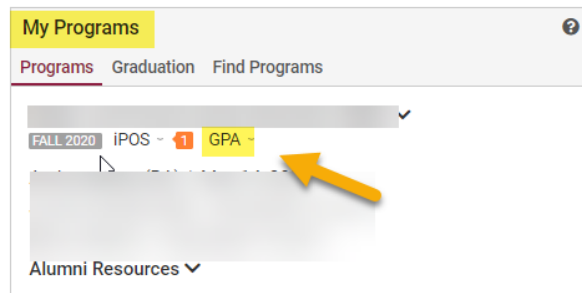 My Programs
Programs Graduation Find Programs
FALL 2020 iPOS 1 GPA
Alumni Resources